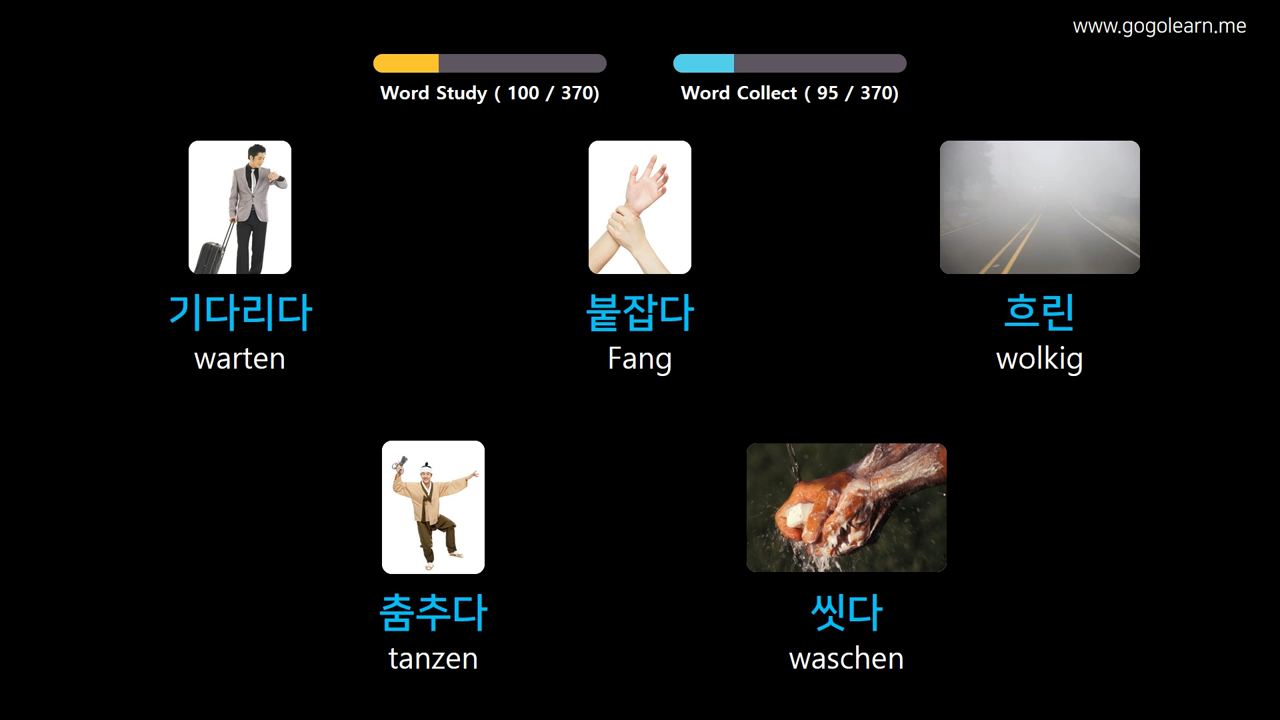 www.gogolearn.me
Word Study ( 100 / 370)
Word Collect ( 95 / 370)
기다리다
warten
붙잡다
Fang
흐린
wolkig
춤추다
tanzen
씻다
waschen